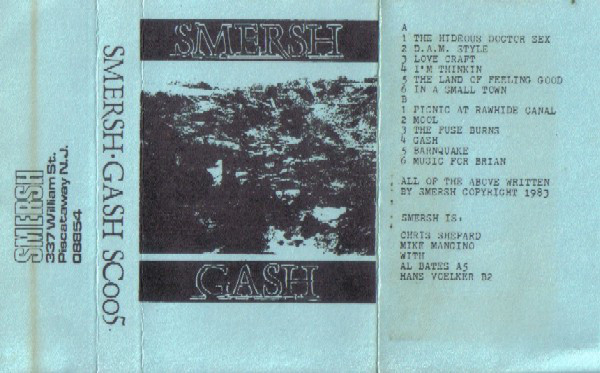 SMERSH
337 William St.
Piscataway N.J.
08854
SMERSH·GASH SC005.
SMERSH
GASH
A
1 THE HIDEOUS DOCTOR SEX
2 D.A.M. STYLE
3 LOVE CRAFT
4 I'M THINKIN
5 THE LAND OF FEELING GOOD
6 IN A SMALL TOWN
B
1 PICNIC AT RAWHIDE CANAL
2 MOOL
3 THE FUSE BURNS
4 GASH
5 BARNQUAKE
6 MUSIC FOR BRIAN
ALL OF THE ABOVE WRITTEN
BY SMERSH COPYRIGHT 1983
SMERSH IS:
CHRIS SHEPARD
MIKE MANGINO
WITH
AL BATES A5
HANS VOELKER B2